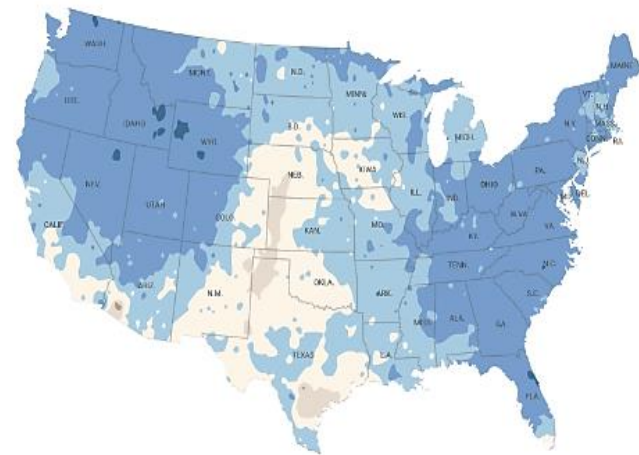 WASH.
MONT.
N.D.
MINN.
WIS.
MICH.
MAINE
VT.
N.H.
MASS.
R.I.
CONN.
N.Y.
ORE.
IDAHO
WYO.
S.D.
IOWA
NEB.
ILL.
IND.
OHIO
PA.
N.J.
DEL.
NEV.
UTAH
COLO.
KAN.
MO.
KY.
W.VA.
VA.
CALIF.
ARIZ.
N.M.
OKLA.
ARK.
TENN.
N.C.
S.C.
TEXAS
LA.
MISS.
ALA.
GA.
FLA.